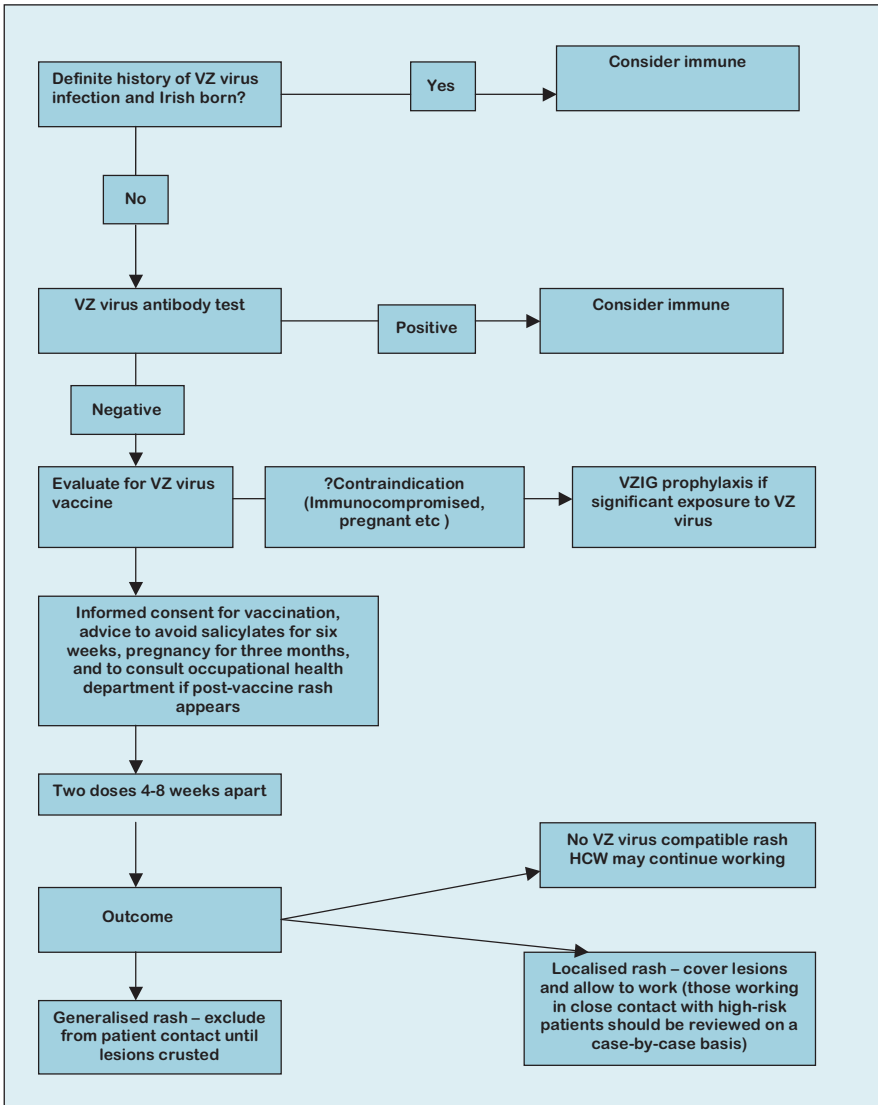 Definite history of VZ virus
infection and Irish born?
Yes
Consider immune
No
VZ virus antibody test
Positive
Consider immune
Negative
Evaluate for VZ virus
vaccine
?Contraindication
(Immunocompromised,
pregnant etc )
VZIG prophylaxis if
significant exposure to VZ
virus
Informed consent for vaccination,
advice to avoid salicylates for six
weeks, pregnancy for three months,
and to consult occupational health
department if post-vaccine rash
appears
Two doses 4-8 weeks apart
No VZ virus compatible rash
HCW may continue working
Outcome
Localised rash – cover lesions
and allow to work (those working
in close contact with high-risk
patients should be reviewed on a
case-by-case basis)
Generalised rash – exclude
from patient contact until
lesions crusted